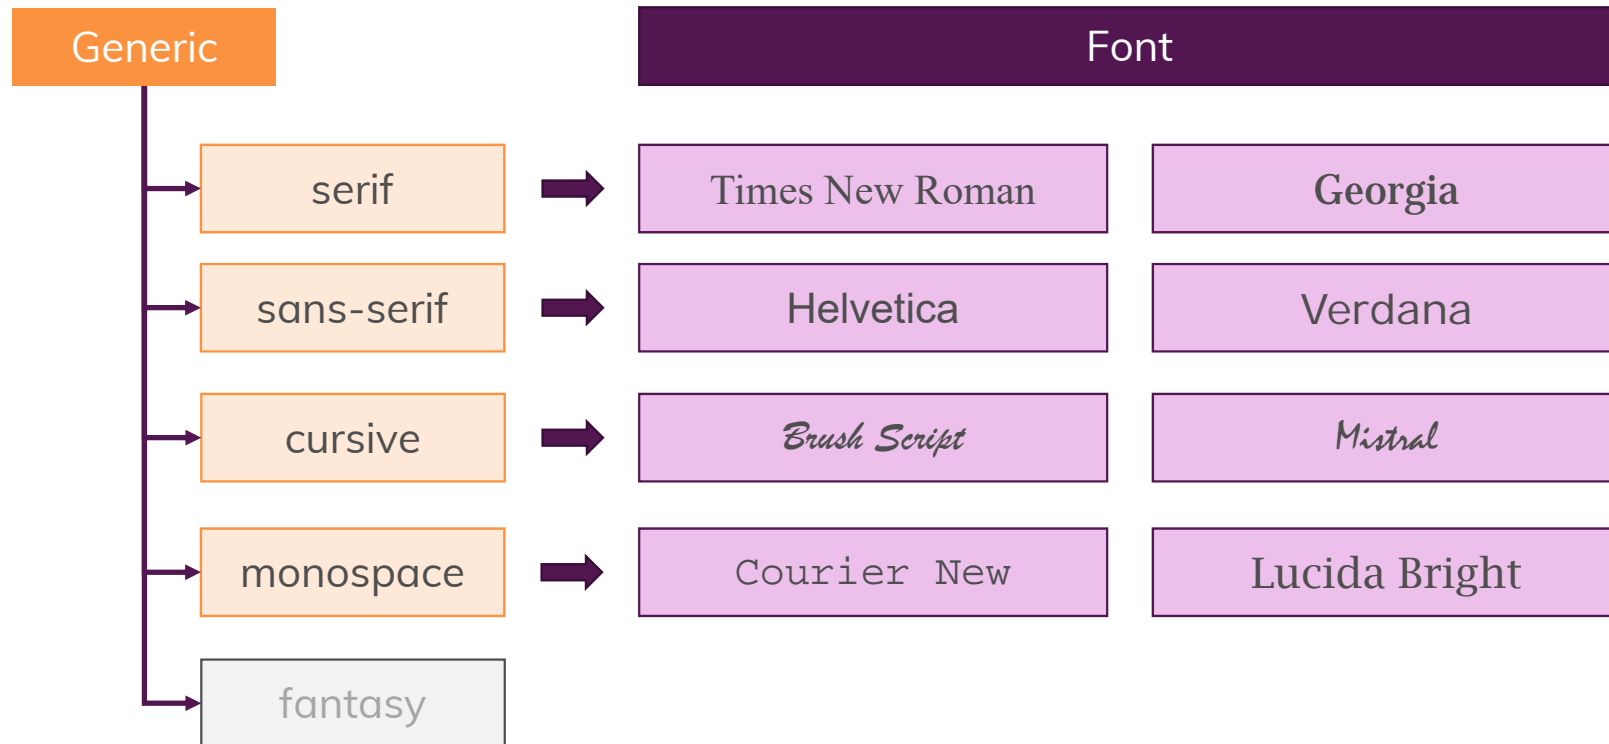 Generic
Font
serif
Times New Roman
Georgia
sans-serif
Helvetica
Verdana
cursive
Brush Script
Mistral
monospace
Courier New
Lucida Bright
fantasy